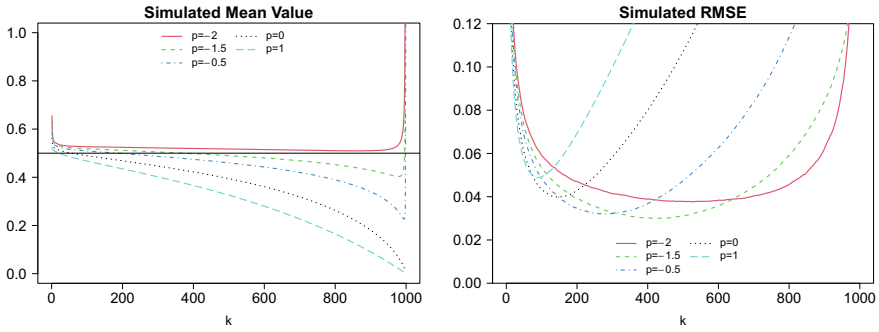 Simulated Mean Value
1.0
0.8
0.6
0.4
0.2
0.0
p=−2
p=−1.5
p=−0.5
p=0
p=1
0 200 400 600 800 1000
k
Simulated RMSE
0.12
0.10
0.08
0.06
0.04
0.02
0.00
p=−2
p=−1.5
p=−0.5
p=0
p=1
0 200 400 600 800 1000
k